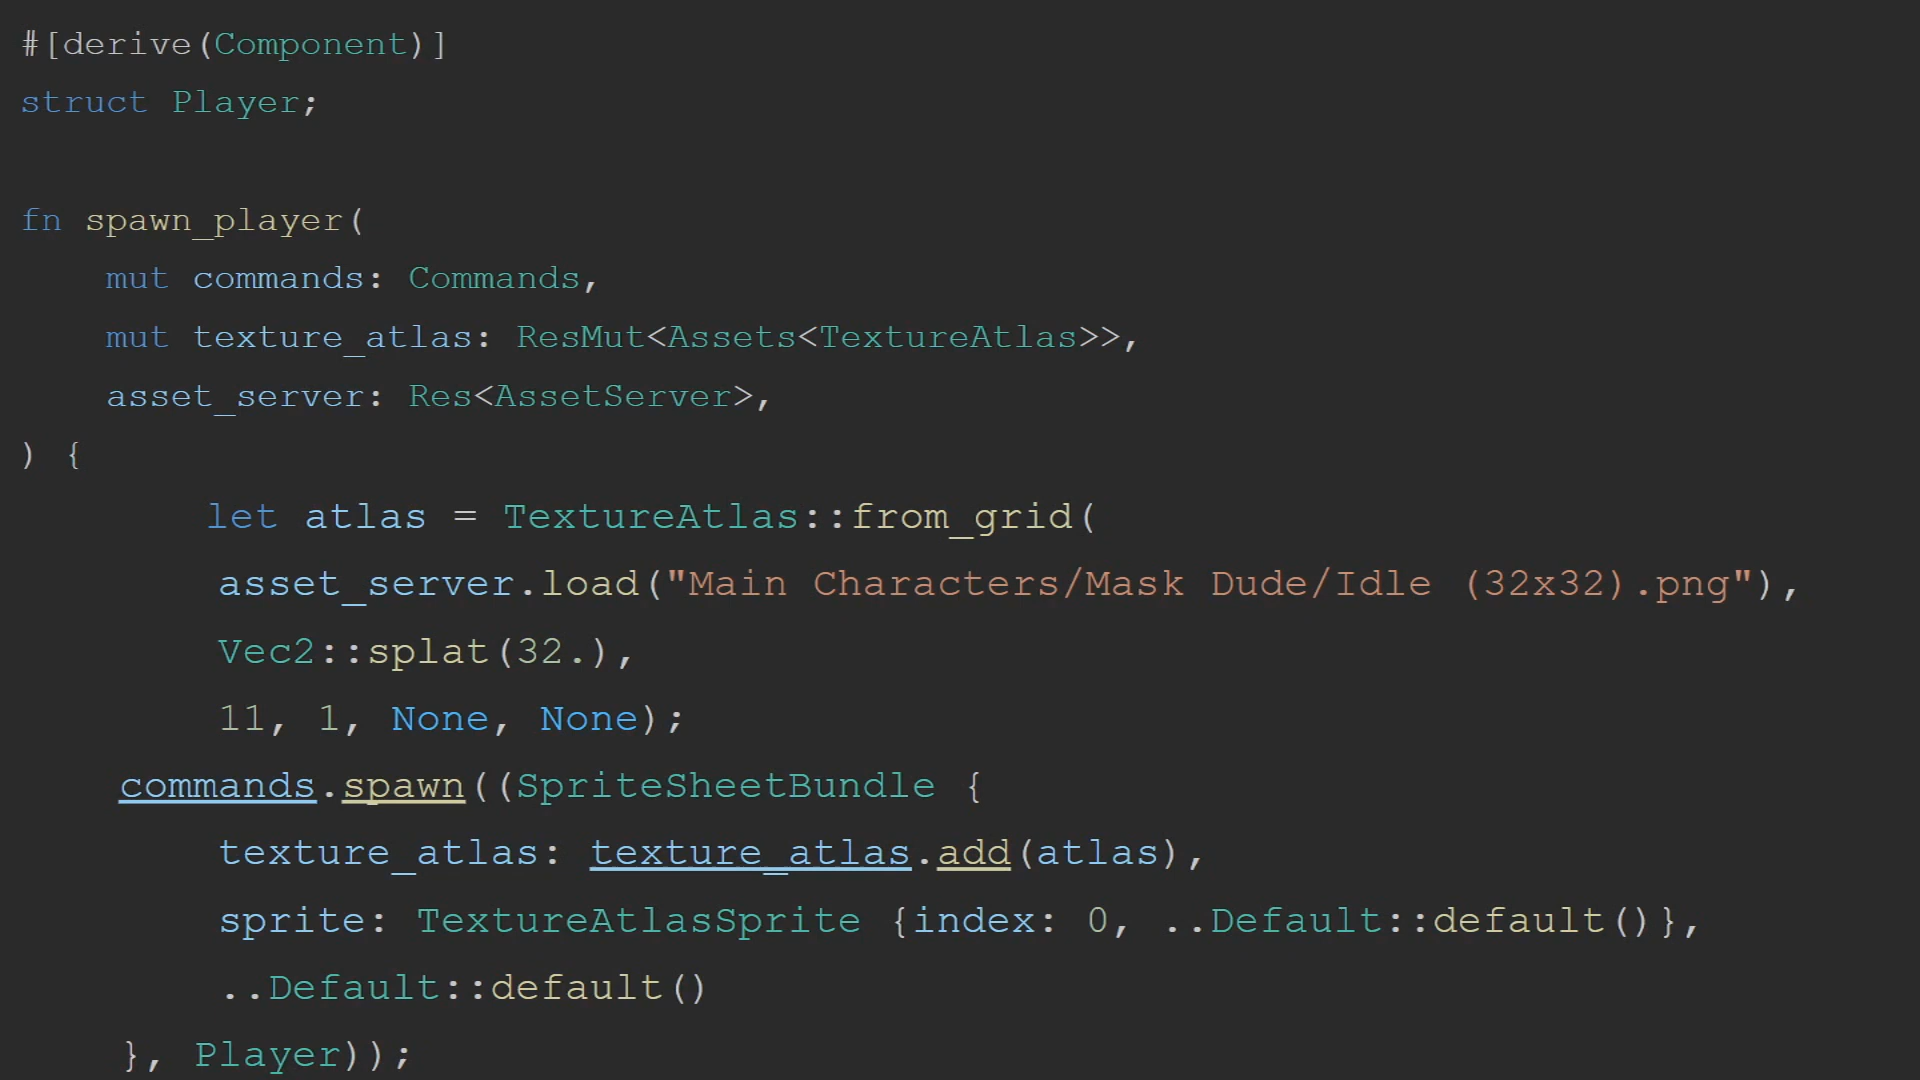 #[derive(Component)]
struct Player;
fn spawn_player(
mut commands: Commands,
mut texture_atlas: ResMut<Assets<TextureAtlas>>,
asset_server: Res<AssetServer>,
) {
let atlas = TextureAtlas::from_grid(
asset_server.load("Main Characters/Mask Dude/Idle (32x32).png"),
Vec2::splat(32.),
11, 1, None, None);
commands.spawn((SpriteSheetBundle {
texture_atlas: texture_atlas.add(atlas),
sprite: TextureAtlasSprite {index: 0, ..Default::default()},
..Default::default()
}, Player));